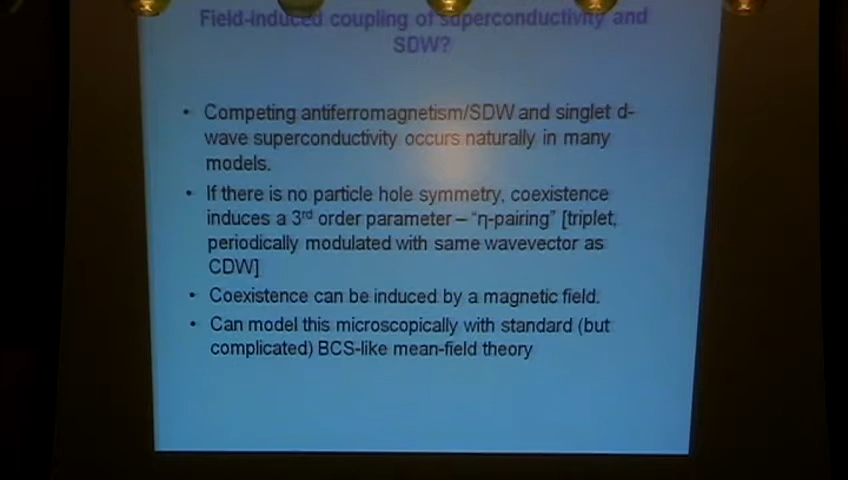 Field-induced coupling of superconductivity and
SDW?
• Competing antiferromagnetism/SDW and singlet d-
wave superconductivity occurs naturally in many
models.
• If there is no particle hole symmetry, coexistence
induces a 3rd order parameter – "η-pairing" [triplet,
periodically modulated with same wavevector as
CDW]
• Coexistence can be induced by a magnetic field.
• Can model this microscopically with standard (but
complicated) BCS-like mean-field theory